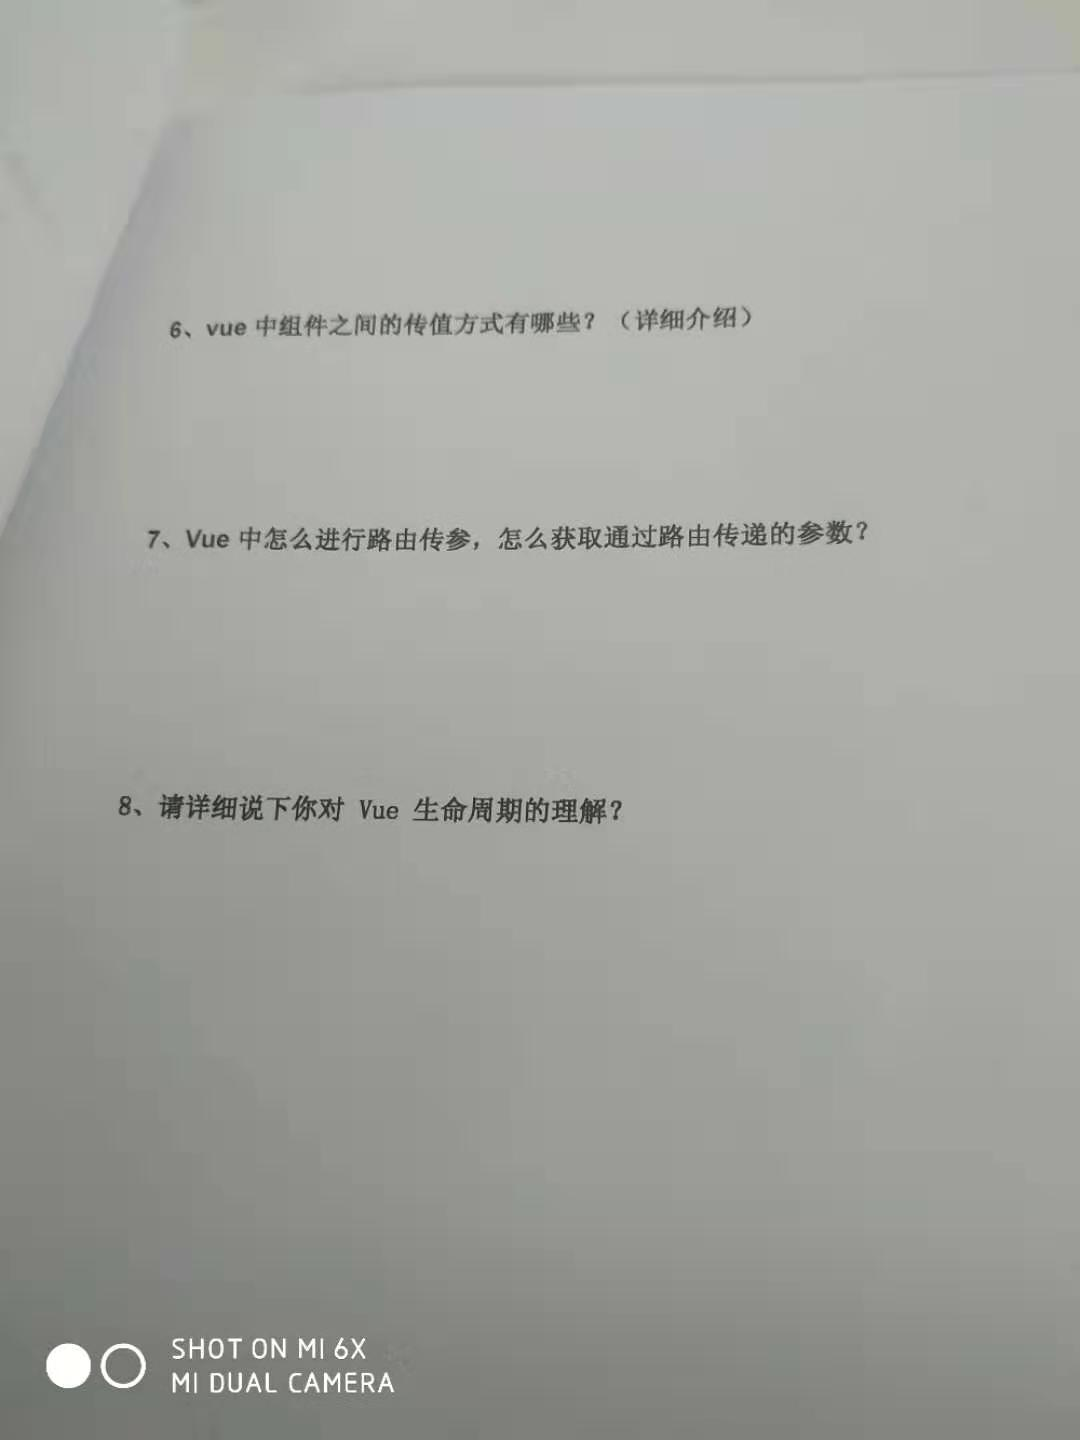 6、vue 中组件之间的传值方式有哪些？（详细介绍）
7、Vue 中怎么进行路由传参，怎么获取通过路由传递的参数？
8、请详细说下你对 Vue 生命周期的理解？
SHOT ON MI 6X
MI DUAL CAMERA